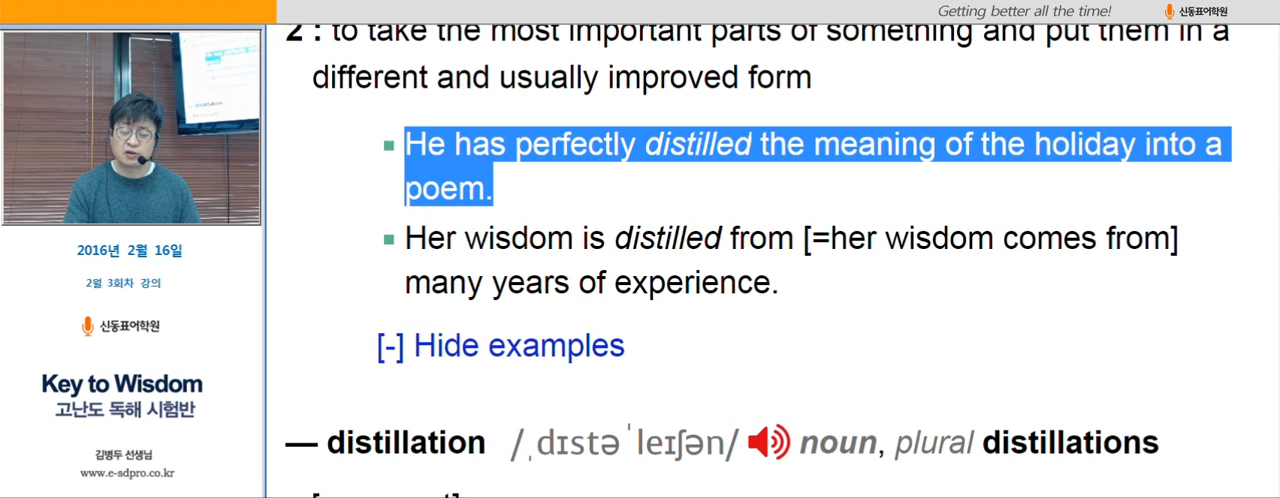 Getting better all the time!
신동표어학원
2 : to take the most important parts of something and put them in a
different and usually improved form
He has perfectly distilled the meaning of the holiday into a
poem.
Her wisdom is distilled from [=her wisdom comes from]
many years of experience.
[-] Hide examples
— distillation /ˌdɪstəˈleɪʃən/ noun, plural distillations
2016년 2월 16일
2월 3회차 강의
신동표어학원
Key to Wisdom
고난도 독해 시험반
김병두 선생님
www.e-sdpro.co.kr